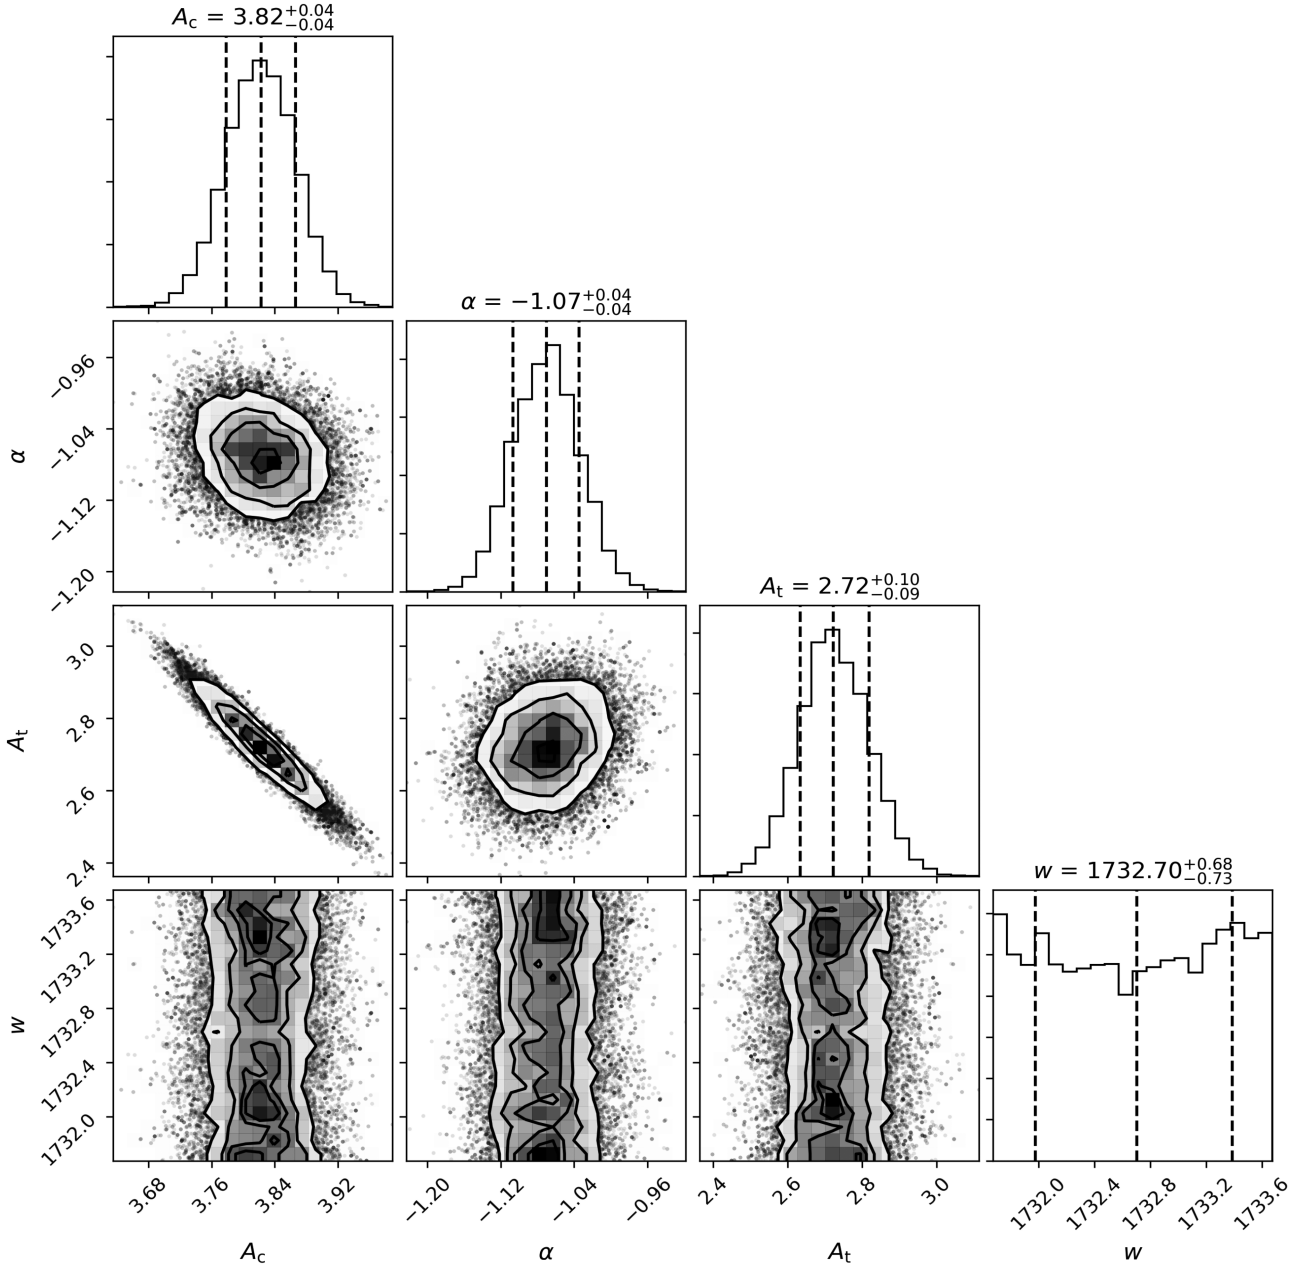 A_c = 3.82^{+0.04}_{-0.04}
α = −1.07^{+0.04}_{-0.04}
−0.96
−1.04
−1.12
−1.20
α
A_t = 2.72^{+0.10}_{-0.09}
3.0
2.8
2.6
2.4
A_t
w = 1732.70^{+0.68}_{-0.73}
1733.6
1733.2
1732.8
1732.4
1732.0
w
3.68 3.76 3.84 3.92
−1.20 −1.12 −1.04 −0.96
2.4 2.6 2.8 3.0
1732.0 1732.4 1732.8 1733.2 1733.6
A_c α A_t w